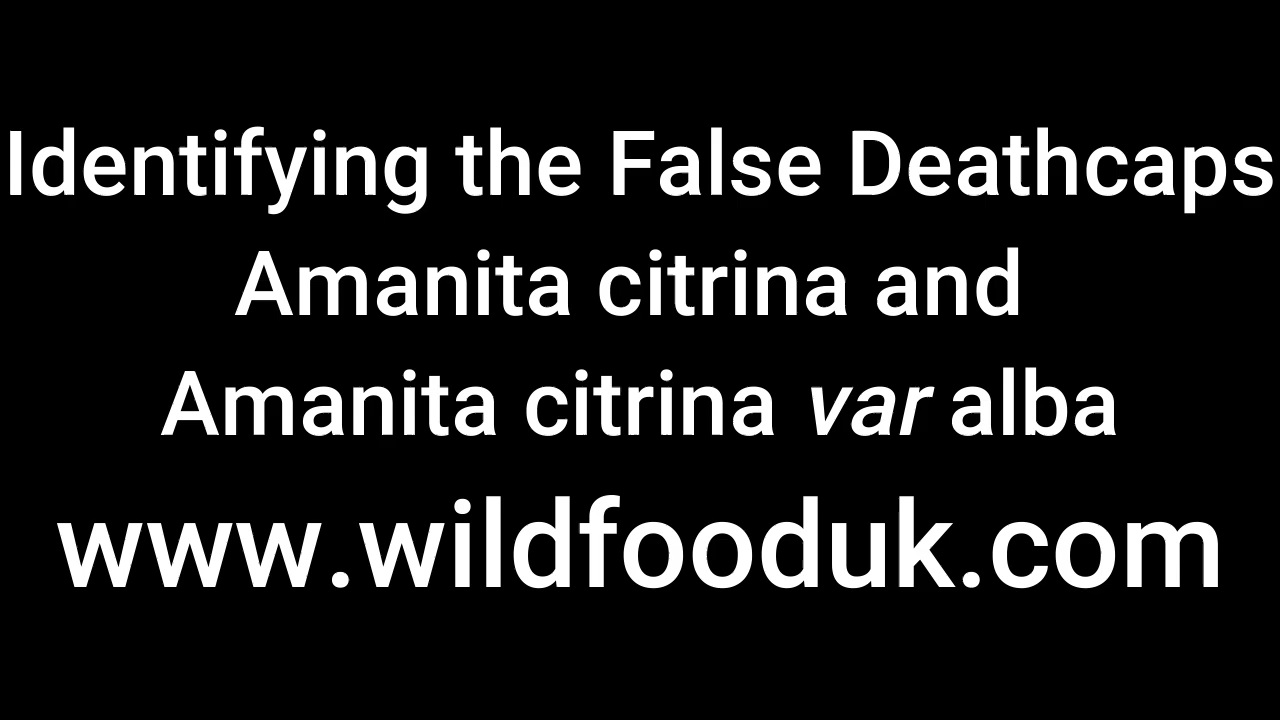 Identifying the False Deathcaps
Amanita citrina and
Amanita citrina var alba
www.wildfooduk.com